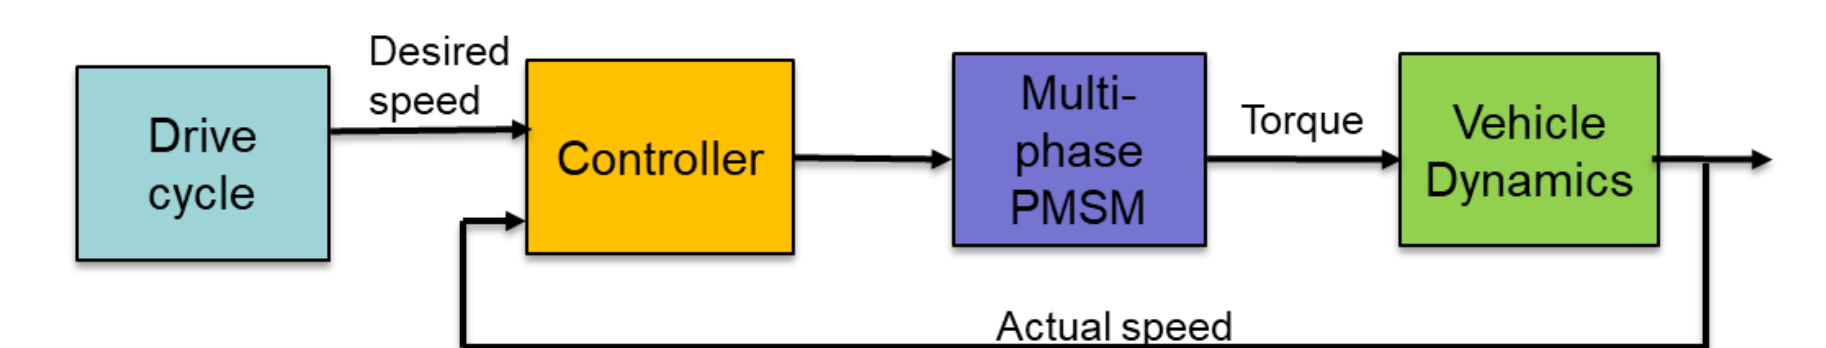 Desired
speed
Drive
cycle
Controller
Multi-
phase
PMSM
Torque
Vehicle
Dynamics
Actual speed